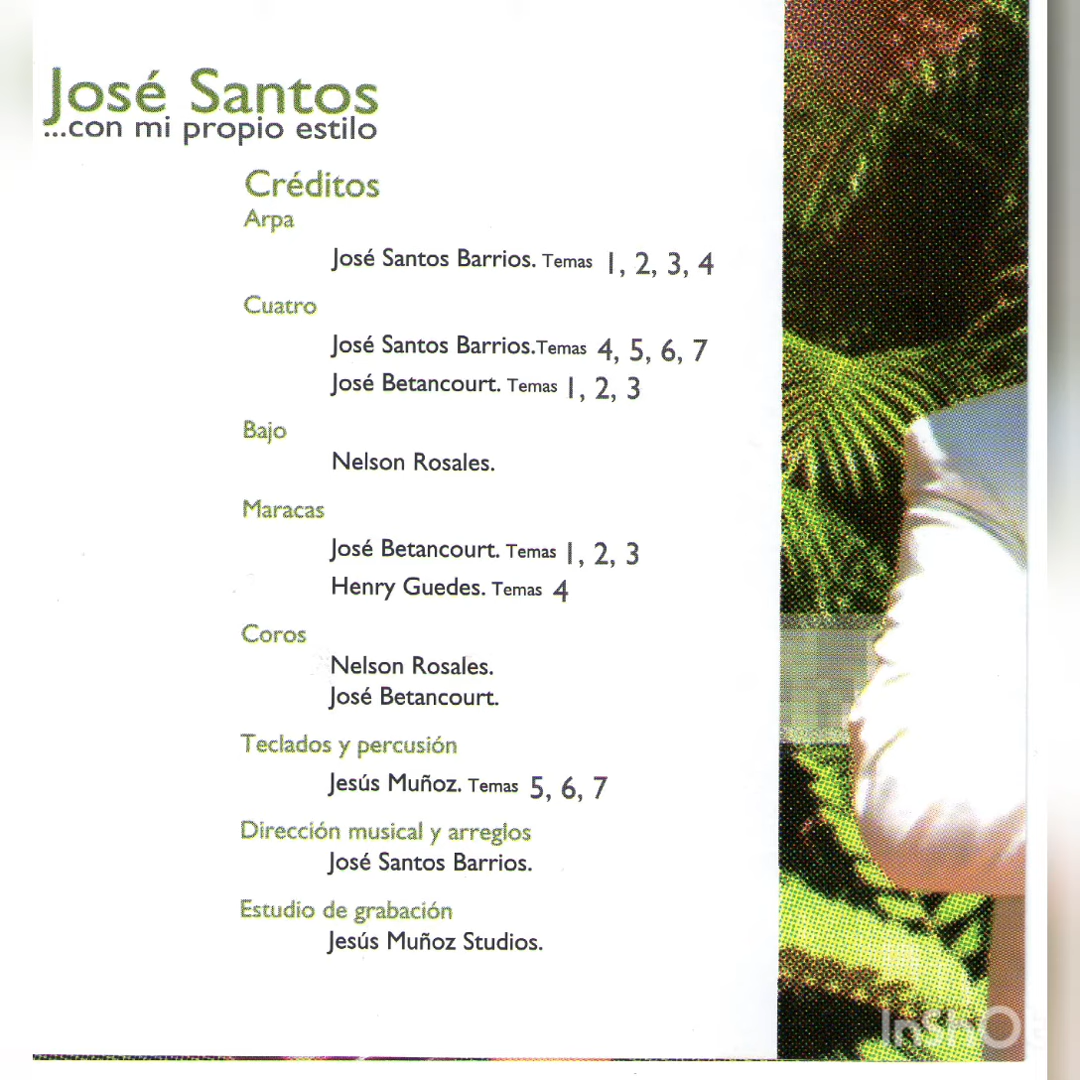 José Santos
...con mi propio estilo
Créditos
Arpa
José Santos Barrios. Temas 1, 2, 3, 4
Cuatro
José Santos Barrios.Temas 4, 5, 6, 7
José Betancourt. Temas 1, 2, 3
Bajo
Nelson Rosales.
Maracas
José Betancourt. Temas 1, 2, 3
Henry Guedes. Temas 4
Coros
Nelson Rosales.
José Betancourt.
Teclados y percusión
Jesús Muñoz. Temas 5, 6, 7
Dirección musical y arreglos
José Santos Barrios.
Estudio de grabación
Jesús Muñoz Studios.
InShO